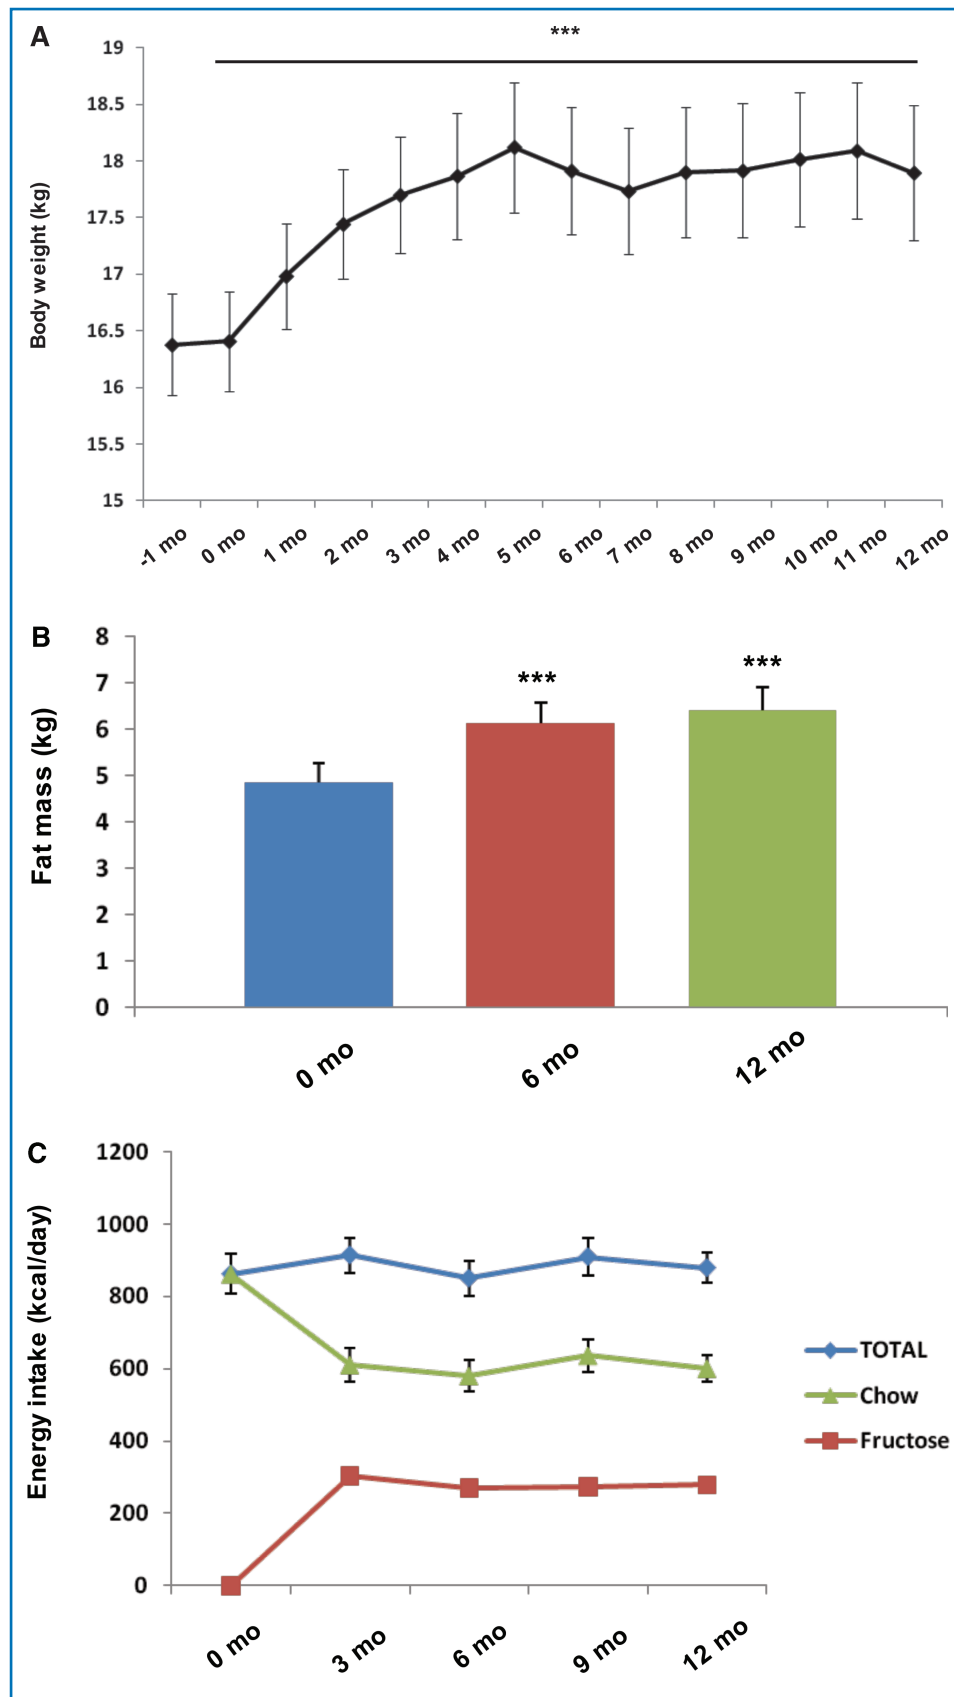 A
***
Body weight (kg)
19
18.5
18
17.5
17
16.5
16
15.5
15
-1 mo
0 mo
1 mo
2 mo
3 mo
4 mo
5 mo
6 mo
7 mo
8 mo
9 mo
10 mo
11 mo
12 mo
B
Fat mass (kg)
8
7
6
5
4
3
2
1
0
***
***
0 mo
6 mo
12 mo
C
Energy intake (kcal/day)
1200
1000
800
600
400
200
0
TOTAL
Chow
Fructose
0 mo
3 mo
6 mo
9 mo
12 mo